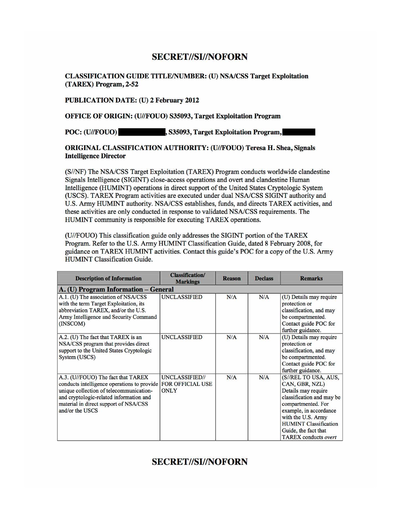 SECRET//SI//NOFORN
CLASSIFICATION GUIDE TITLE/NUMBER: (U) NSA/CSS Target Exploitation
(TAREX) Program, 2-52
PUBLICATION DATE: (U) 2 February 2012
OFFICE OF ORIGIN: (U//FOUO) S35093, Target Exploitation Program
POC: (U//FOUO) , S35093, Target Exploitation Program,
ORIGINAL CLASSIFICATION AUTHORITY: (U//FOUO) Teresa H. Shea, Signals
Intelligence Director
(S//NF) The NSA/CSS Target Exploitation (TAREX) Program conducts worldwide clandestine
Signals Intelligence (SIGINT) close-access operations and overt and clandestine Human
Intelligence (HUMINT) operations in direct support of the United States Cryptologic System
(USCS). TAREX Program activities are executed under dual NSA/CSS SIGINT authority and
U.S. Army HUMINT authority. NSA/CSS establishes, funds, and directs TAREX activities, and
these activities are only conducted in response to validated NSA/CSS requirements. The
HUMINT community is responsible for executing TAREX operations.
(U//FOUO) This classification guide only addresses the SIGINT portion of the TAREX
Program. Refer to the U.S. Army HUMINT Classification Guide, dated 8 February 2008, for
guidance on TAREX HUMINT activities. Contact this guide's POC for a copy of the U.S. Army
HUMINT Classification Guide.
Description of Information Classification/ Markings Reason Declass Remarks
A. (U) Program Information – General
A.1. (U) The association of NSA/CSS UNCLASSIFIED N/A N/A (U) Details may require
with the term Target Exploitation, its protection or
abbreviation TAREX, and/or the U.S. classification, and may
Army Intelligence and Security Command be compartmented.
(INSCOM) Contact guide POC for
further guidance.
A.2. (U) The fact that TAREX is an UNCLASSIFIED N/A N/A (U) Details may require
NSA/CSS program that provides direct protection or
support to the United States Cryptologic classification, and may
System (USCS) be compartmented.
Contact guide POC for
further guidance.
A.3. (U//FOUO) The fact that TAREX UNCLASSIFIED// N/A N/A (S//REL TO USA, AUS,
conducts intelligence operations to provide FOR OFFICIAL USE CAN, GBR, NZL)
unique collection of telecommunication- ONLY Details may require
and cryptologic-related information and classification and may be
material in direct support of NSA/CSS compartmented. For
and/or the USCS example, in accordance
with the U.S. Army
HUMINT Classification
Guide, the fact that
TAREX conducts overt
SECRET//SI//NOFORN